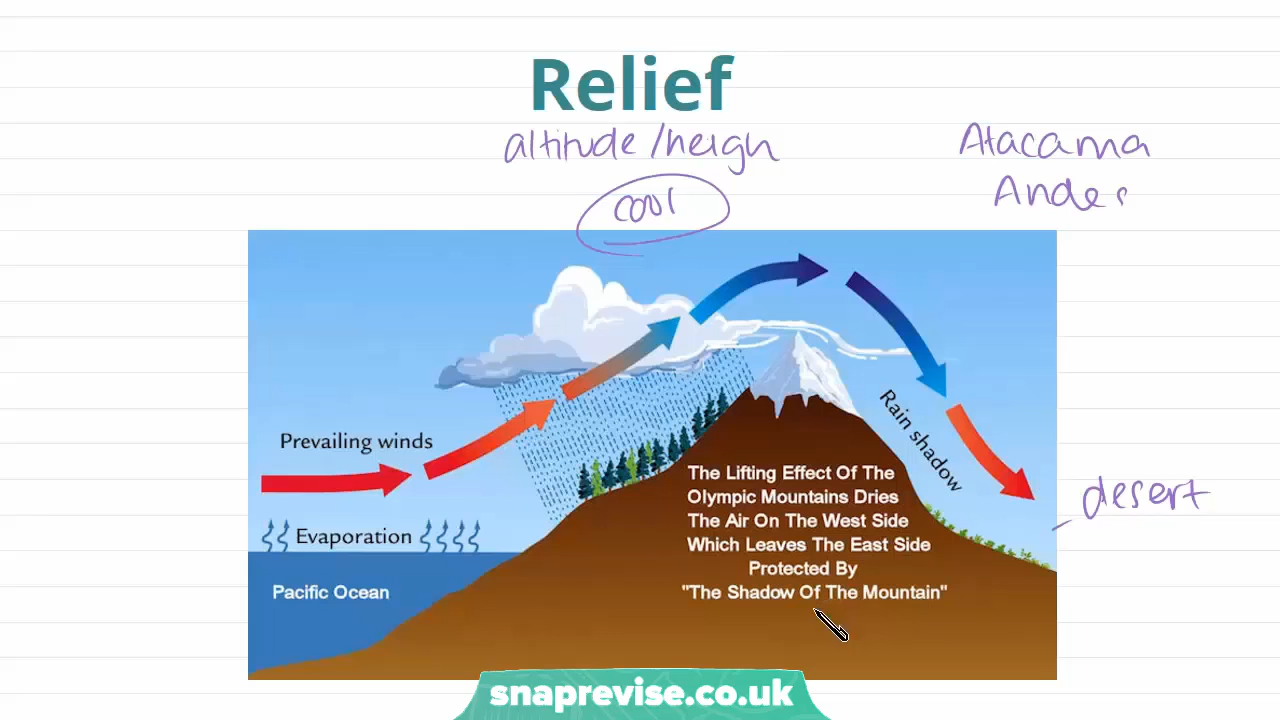 Relief
altitude/heigh
cool
Atacama
Andes
Prevailing winds
Evaporation
Pacific Ocean
Rain shadow
The Lifting Effect Of The
Olympic Mountains Dries
The Air On The West Side
Which Leaves The East Side
Protected By
"The Shadow Of The Mountain"
desert
snaprevise.co.uk